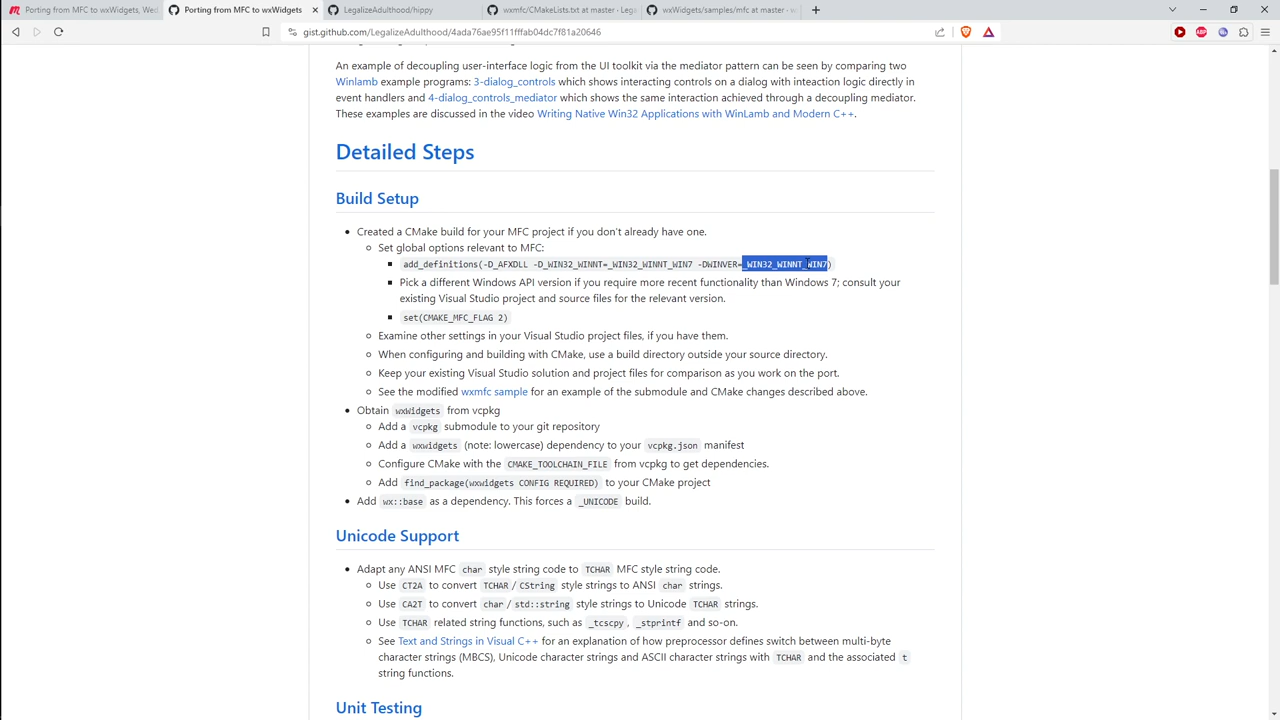 Porting from MFC to wxWidgets, Wed
Porting from MFC to wxWidgets
LegalizeAdulthood/hippy
wxmfc/CMakeLists.txt at master · Lega
wxWidgets/samples/mfc at master · w
gist.github.com/LegalizeAdulthood/4ada76ae95f11fffab04dc7f81a20646
An example of decoupling user-interface logic from the UI toolkit via the mediator pattern can be seen by comparing two
Winlamb example programs: 3-dialog_controls which shows interacting controls on a dialog with inteaction logic directly in
event handlers and 4-dialog_controls_mediator which shows the same interaction achieved through a decoupling mediator.
These examples are discussed in the video Writing Native Win32 Applications with WinLamb and Modern C++.
Detailed Steps
Build Setup
Created a CMake build for your MFC project if you don't already have one.
Set global options relevant to MFC:
add_definitions(-D_AFXDLL -D_WIN32_WINNT=_WIN32_WINNT_WIN7 -DWINVER=_WIN32_WINNT_WIN7)
Pick a different Windows API version if you require more recent functionality than Windows 7; consult your
existing Visual Studio project and source files for the relevant version.
set(CMAKE_MFC_FLAG 2)
Examine other settings in your Visual Studio project files, if you have them.
When configuring and building with CMake, use a build directory outside your source directory.
Keep your existing Visual Studio solution and project files for comparison as you work on the port.
See the modified wxmfc sample for an example of the submodule and CMake changes described above.
Obtain wxWidgets from vcpkg
Add a vcpkg submodule to your git repository
Add a wxwidgets (note: lowercase) dependency to your vcpkg.json manifest
Configure CMake with the CMAKE_TOOLCHAIN_FILE from vcpkg to get dependencies.
Add find_package(wxwidgets CONFIG REQUIRED) to your CMake project
Add wx::base as a dependency. This forces a _UNICODE build.
Unicode Support
Adapt any ANSI MFC char style string code to TCHAR MFC style string code.
Use CT2A to convert TCHAR / CString style strings to ANSI char strings.
Use CA2T to convert char / std::string style strings to Unicode TCHAR strings.
Use TCHAR related string functions, such as _tcscpy , _stprintf and so-on.
See Text and Strings in Visual C++ for an explanation of how preprocessor defines switch between multi-byte
character strings (MBCS), Unicode character strings and ASCII character strings with TCHAR and the associated t
string functions.
Unit Testing